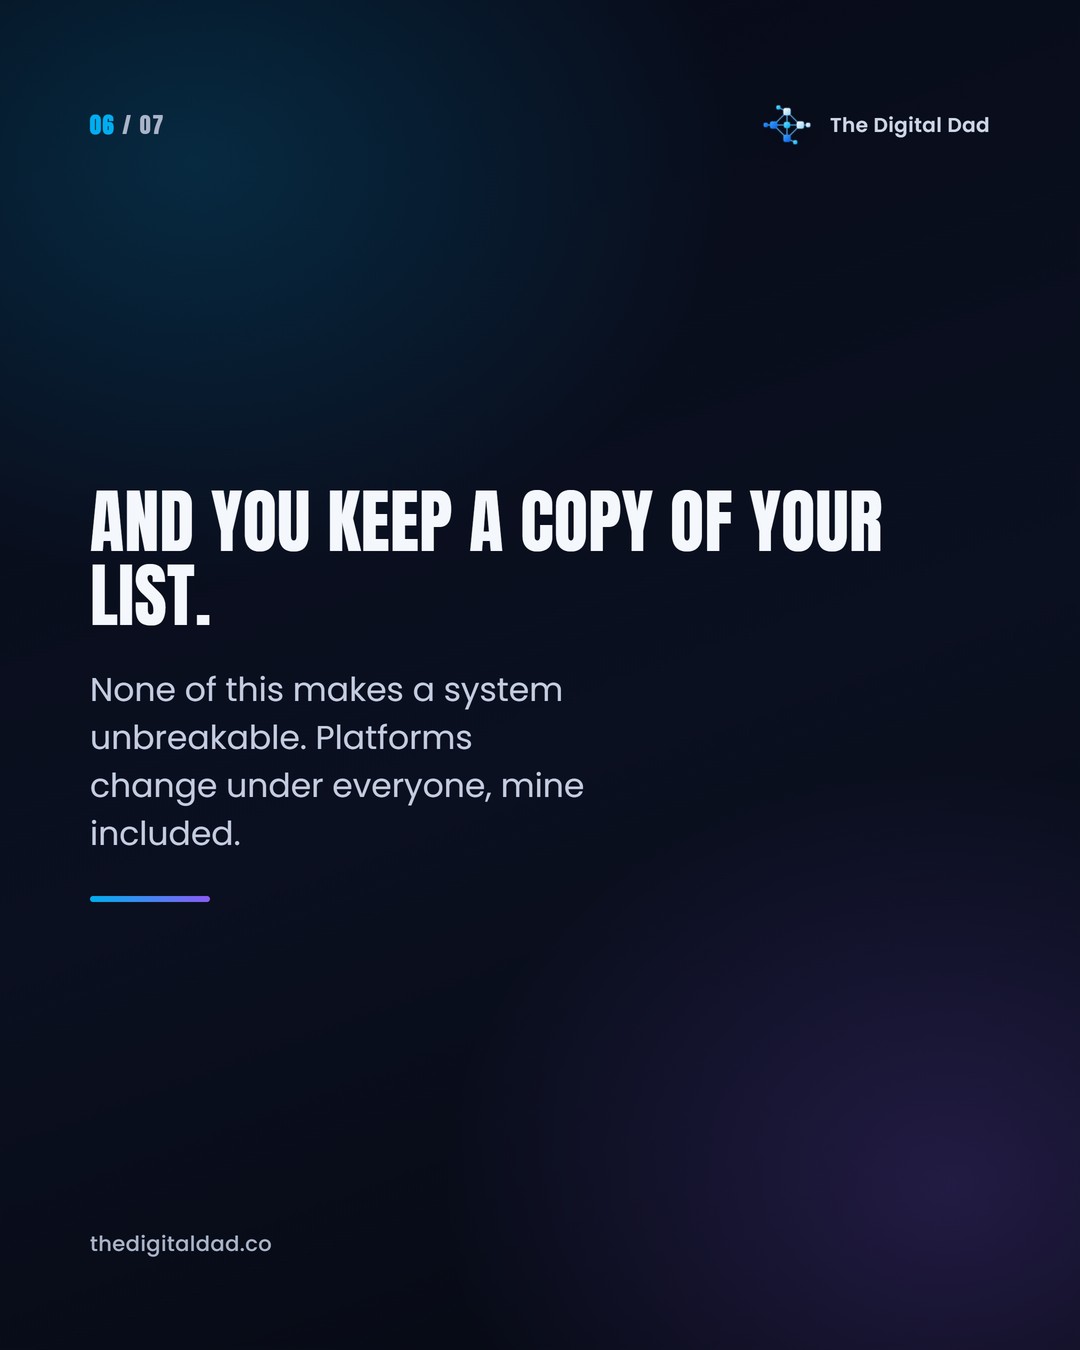 06 / 07
The Digital Dad
AND YOU KEEP A COPY OF YOUR
LIST.
None of this makes a system
unbreakable. Platforms
change under everyone, mine
included.
thedigitaldad.co